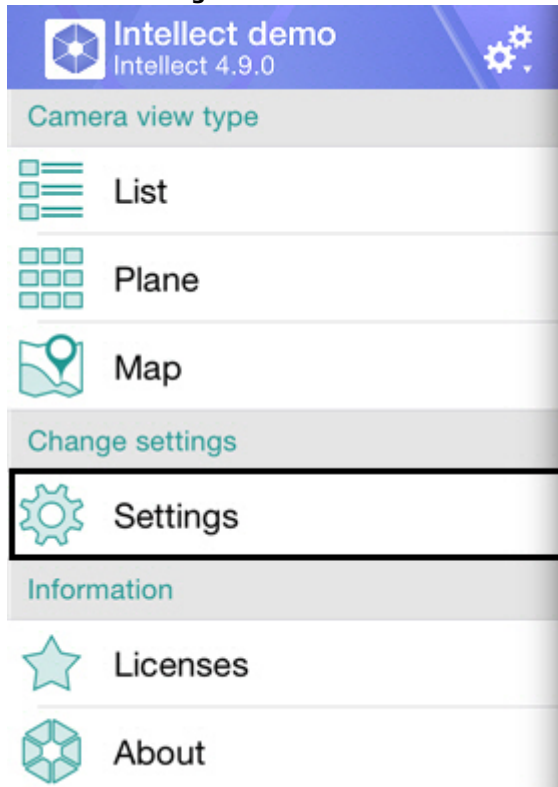 Intellect demo
Intellect 4.9.0
Camera view type
List
Plane
Map
Change settings
Settings
Information
Licenses
About